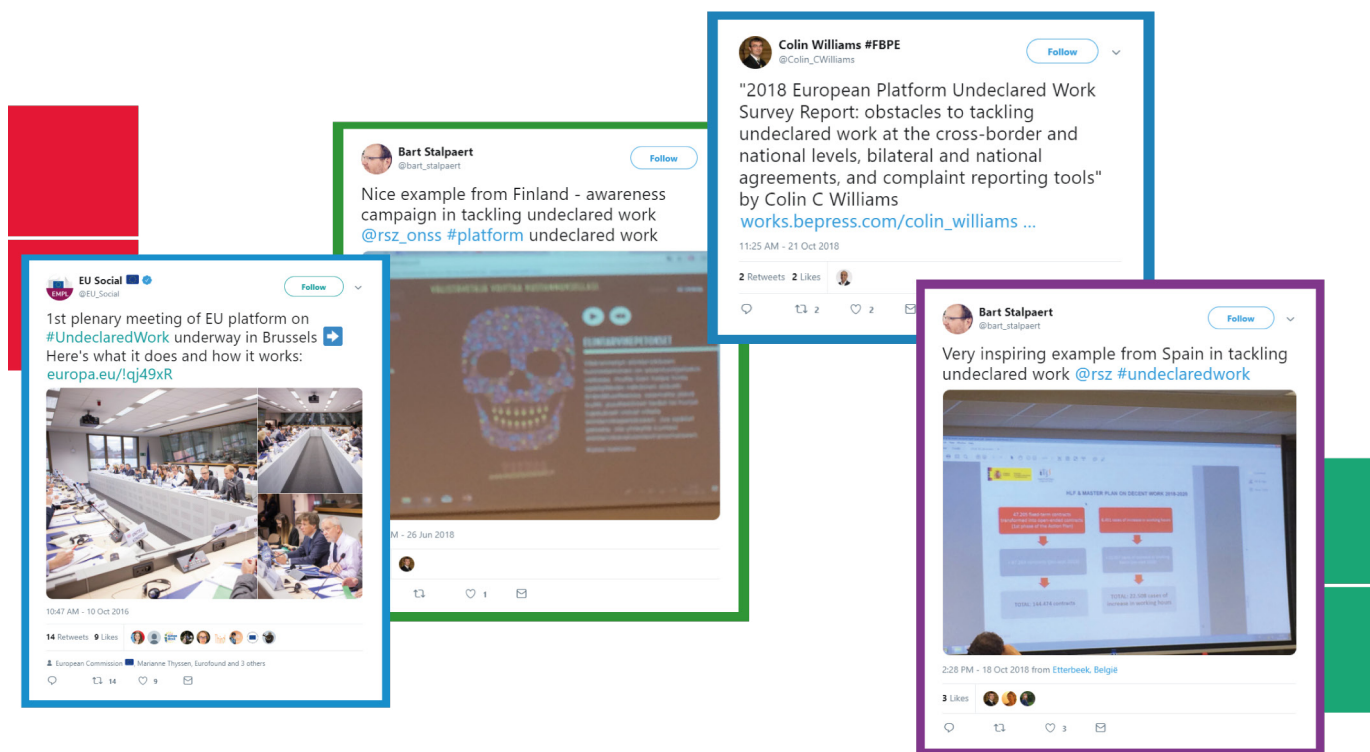 EU Social
@EU_Social
Follow
1st plenary meeting of EU platform on
#UndeclaredWork underway in Brussels
Here's what it does and how it works:
europa.eu/!qj49xR
10:47 AM - 10 Oct 2016
14 Retweets 9 Likes
European Commission , Marianne Thyssen, Eurofound and 3 others
14
9
Bart Stalpaert
@bart_stalpaert
Follow
Nice example from Finland - awareness
campaign in tackling undeclared work
@rsz_onss #platform undeclared work
M - 26 Jun 2018
1
Colin Williams #FBPE
@Colin_CWilliams
Follow
"2018 European Platform Undeclared Work
Survey Report: obstacles to tackling
undeclared work at the cross-border and
national levels, bilateral and national
agreements, and complaint reporting tools"
by Colin C Williams
works.bepress.com/colin_williams ...
11:25 AM - 21 Oct 2018
2 Retweets 2 Likes
2
2
Bart Stalpaert
@bart_stalpaert
Follow
Very inspiring example from Spain in tackling
undeclared work @rsz #undeclaredwork
MASTER PLAN ON DECENT WORK 2018-2020
2:28 PM - 18 Oct 2018 from Etterbeek, België
3 Likes
3